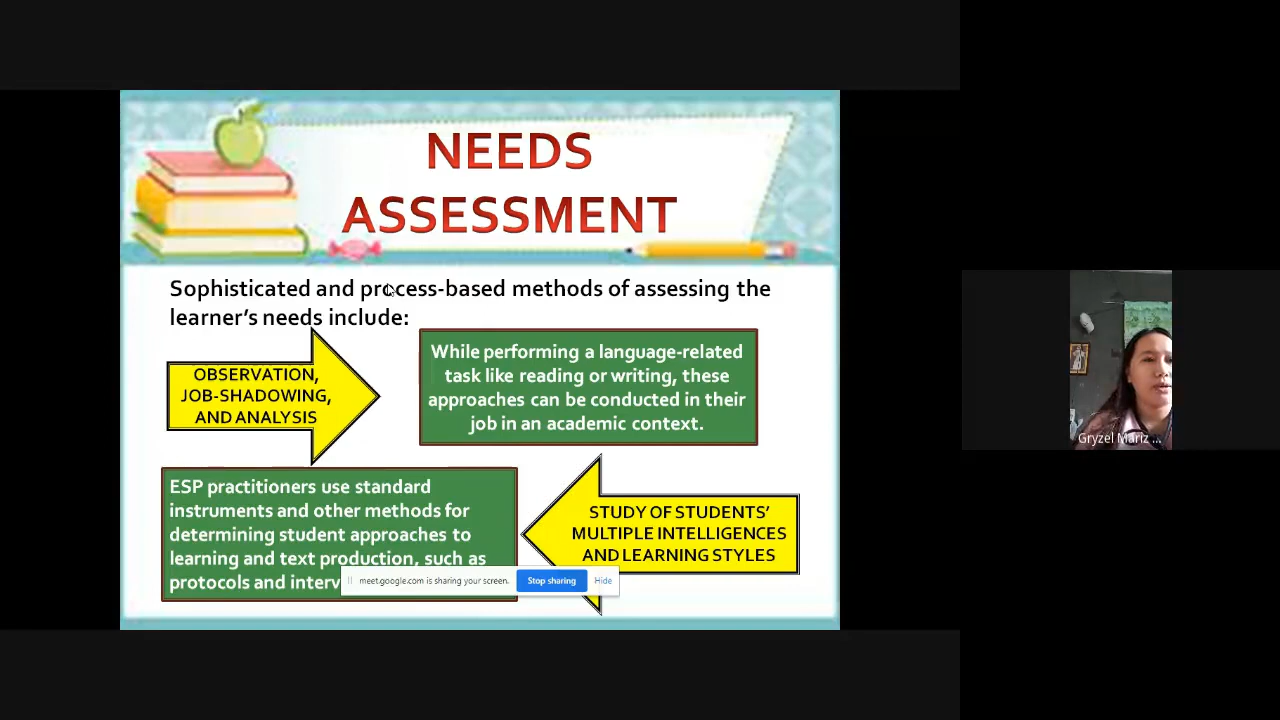 NEEDS
ASSESSMENT
Sophisticated and process-based methods of assessing the
learner's needs include:
OBSERVATION,
JOB-SHADOWING,
AND ANALYSIS
While performing a language-related
task like reading or writing, these
approaches can be conducted in their
job in an academic context.
ESP practitioners use standard
instruments and other methods for
determining student approaches to
learning and text production, such as
protocols and
STUDY OF STUDENTS'
MULTIPLE INTELLIGENCES
AND LEARNING STYLES
meet.google.com is sharing your screen.
Stop sharing
Hide
Gryzel Mariz ...